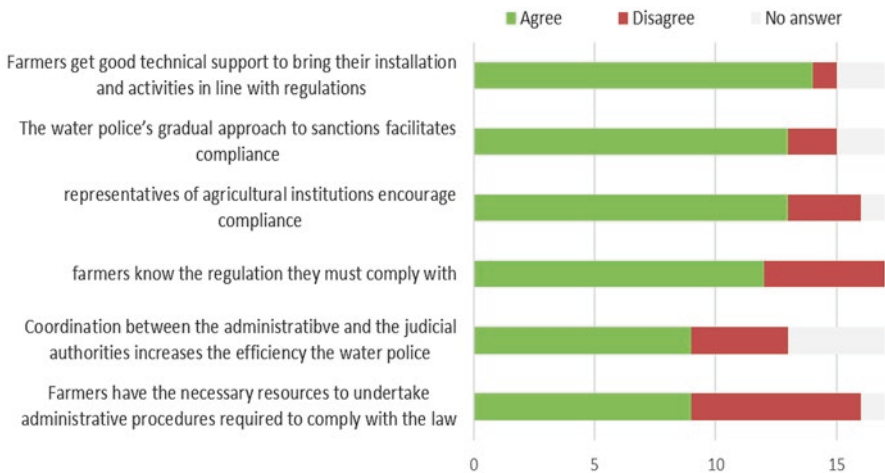 Agree Disagree No answer
Farmers get good technical support to bring their installation
and activities in line with regulations
The water police’s gradual approach to sanctions facilitates
compliance
representatives of agricultural institutions encourage
compliance
farmers know the regulation they must comply with
Coordination between the administratibve and the judicial
authorities increases the efficiency the water police
Farmers have the necessary resources to undertake
administrative procedures required to comply with the law
0 5 10 15